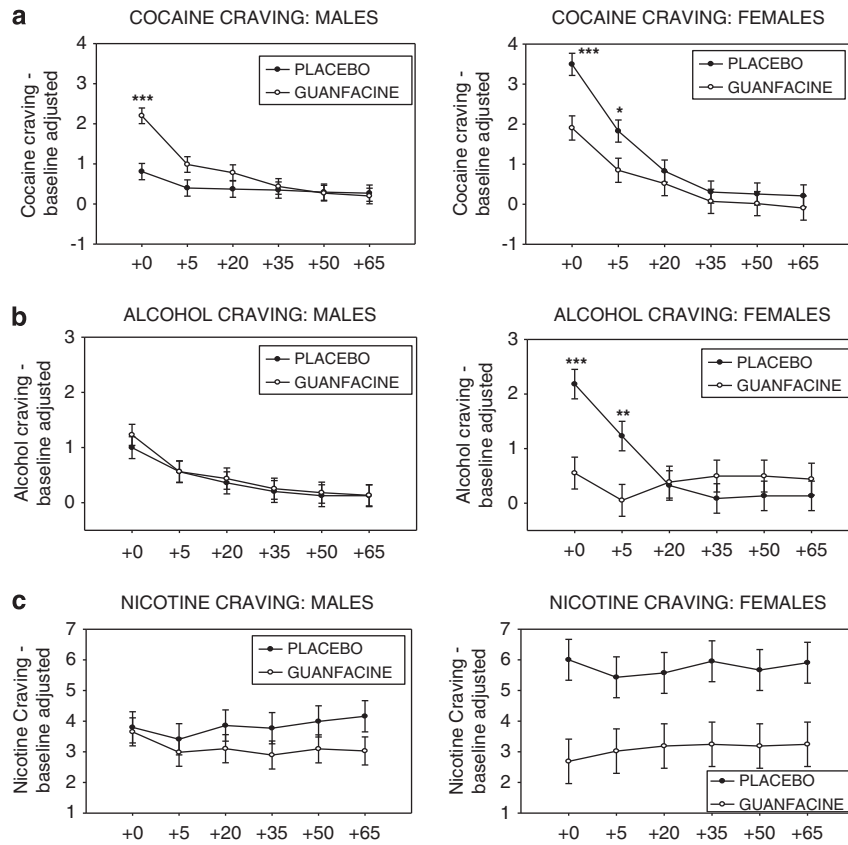 a
COCAINE CRAVING: MALES
Cocaine craving -
baseline adjusted
4
3
2
1
0
-1
***
PLACEBO
GUANFACINE
+0 +5 +20 +35 +50 +65
COCAINE CRAVING: FEMALES
Cocaine craving -
baseline adjusted
4
3
2
1
0
-1
***
*
PLACEBO
GUANFACINE
+0 +5 +20 +35 +50 +65
b
ALCOHOL CRAVING: MALES
Alcohol craving -
baseline adjusted
3
2
1
0
PLACEBO
GUANFACINE
+0 +5 +20 +35 +50 +65
ALCOHOL CRAVING: FEMALES
Alcohol craving -
baseline adjusted
3
2
1
0
***
**
PLACEBO
GUANFACINE
+0 +5 +20 +35 +50 +65
c
NICOTINE CRAVING: MALES
Nicotine Craving -
baseline adjusted
7
6
5
4
3
2
1
PLACEBO
GUANFACINE
+0 +5 +20 +35 +50 +65
NICOTINE CRAVING: FEMALES
Nicotine Craving -
baseline adjusted
7
6
5
4
3
2
1
PLACEBO
GUANFACINE
+0 +5 +20 +35 +50 +65